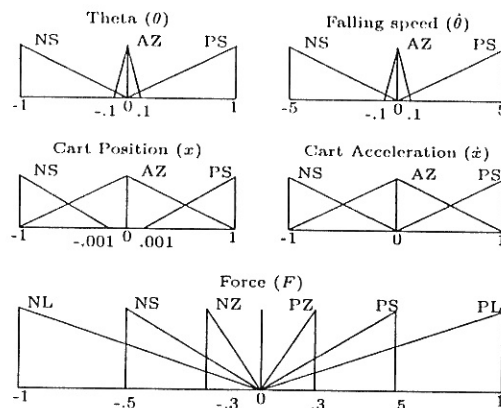 Theta (θ)
Falling speed (θ̇)
NS AZ PS
NS AZ PS
-1 -.1 0 .1 1
-5 -.1 0 .1 5
Cart Position (x)
Cart Acceleration (ẋ)
NS AZ PS
NS AZ PS
-1 -.001 0 .001 1
-1 0 1
Force (F)
NL NS NZ PZ PS PL
-1 -.5 -.3 0 .3 .5